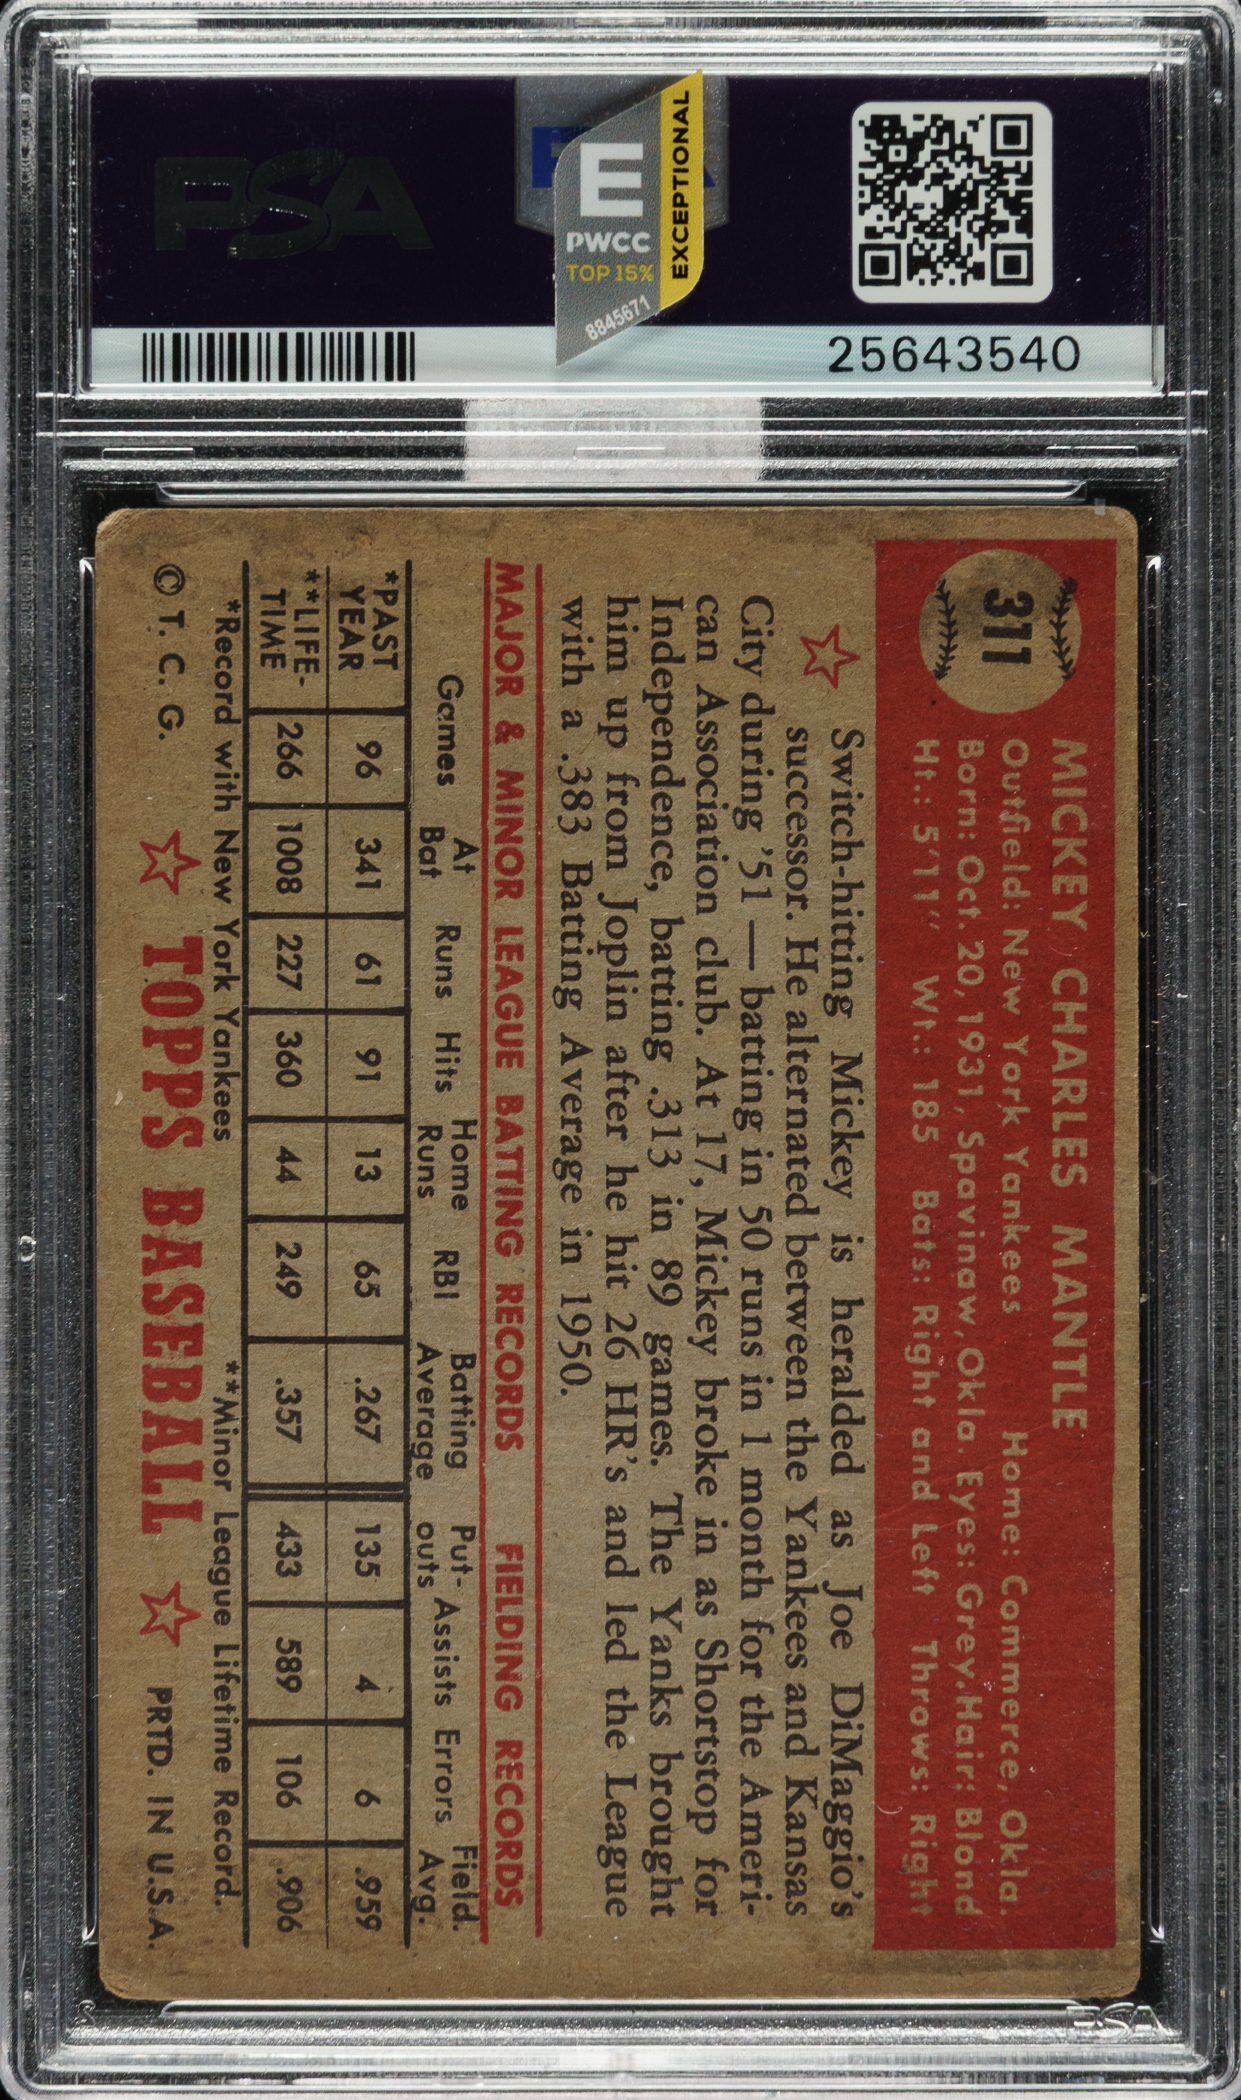 PSA
E
PWCC
TOP 15%
EXCEPTIONAL
8845671
25643540
311
MICKEY CHARLES MANTLE
Outfield: New York Yankees Home: Commerce, Okla.
Born: Oct. 20, 1931, Spavinaw, Okla. Eyes: Grey. Hair: Blond
Ht.: 5'11" Wt.: 185 Bats: Right and Left Throws: Right
Switch-hitting Mickey is heralded as Joe DiMaggio's
successor. He alternated between the Yankees and Kansas
City during '51 — batting in 50 runs in 1 month for the Ameri-
can Association club. At 17, Mickey broke in as Shortstop for
Independence, batting .313 in 89 games. The Yanks brought
him up from Joplin after he hit 26 HR's and led the League
with a .383 Batting Average in 1950.
MAJOR & MINOR LEAGUE BATTING RECORDS FIELDING RECORDS
Games At Bat Runs Hits Home Runs RBI Batting Average Put-outs Assists Errors Field. Avg.
*PAST YEAR 96 341 61 91 13 65 .267 135 4 6 .959
**LIFE-TIME 266 1008 227 360 44 249 .357 433 589 106 .906
*Record with New York Yankees **Minor League Lifetime Record.
© T. C. G. ☆ TOPPS BASEBALL ☆ PRTD. IN U.S.A.
PSA